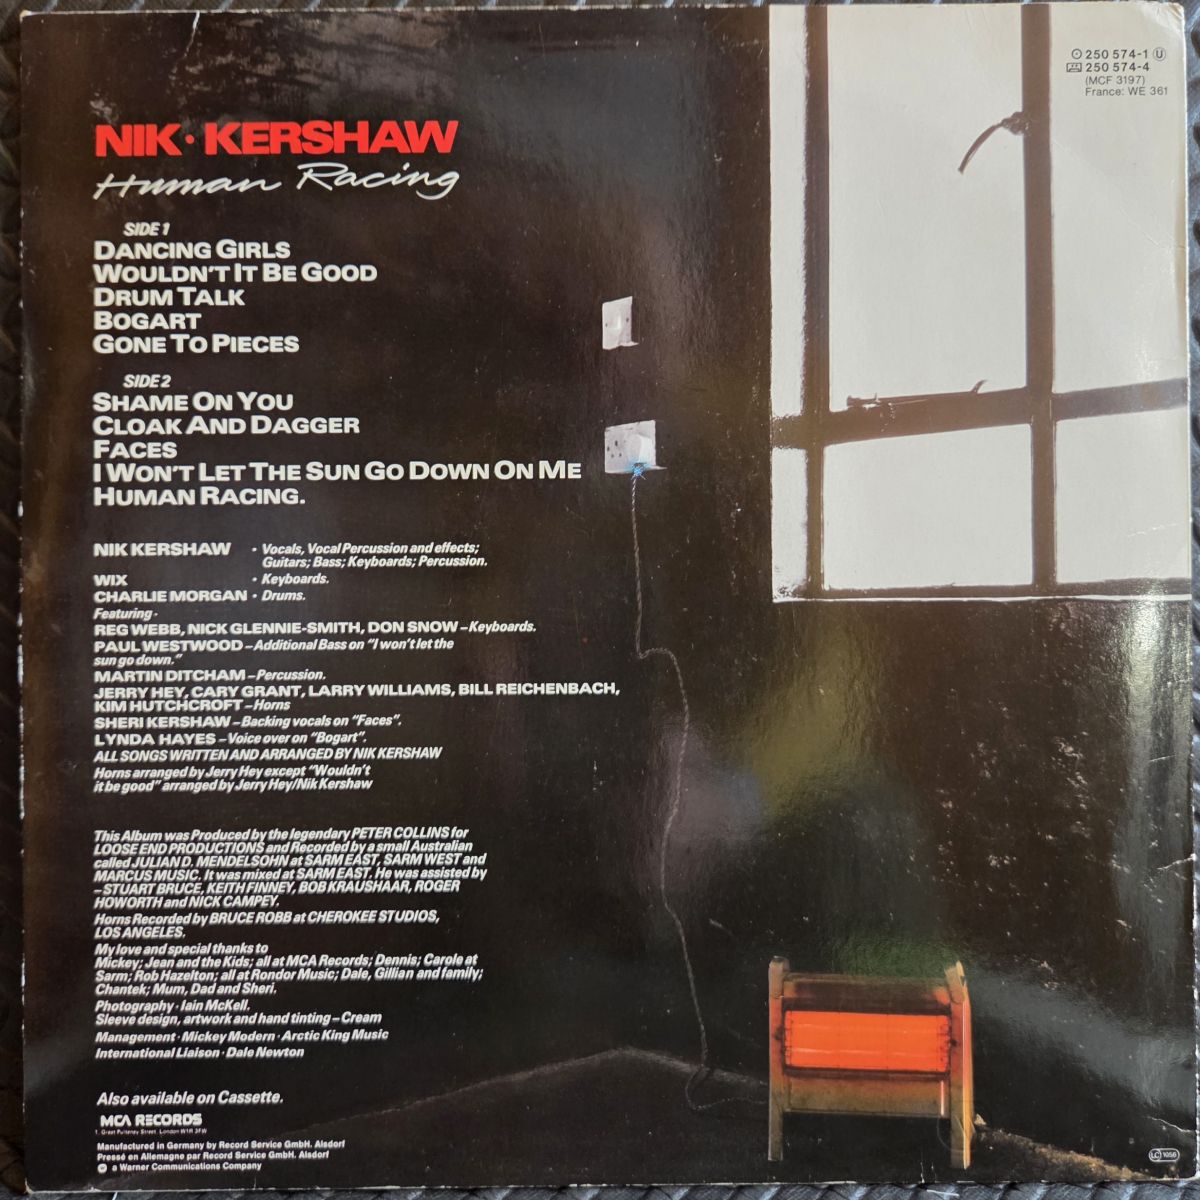 250 574-1 U
250 574-4
(MCF 3197)
France: WE 361
NIK·KERSHAW
Human Racing
SIDE 1
DANCING GIRLS
WOULDN'T IT BE GOOD
DRUM TALK
BOGART
GONE TO PIECES
SIDE 2
SHAME ON YOU
CLOAK AND DAGGER
FACES
I WON'T LET THE SUN GO DOWN ON ME
HUMAN RACING.
NIK KERSHAW · Vocals, Vocal Percussion and effects;
Guitars; Bass; Keyboards; Percussion.
WIX · Keyboards.
CHARLIE MORGAN · Drums.
Featuring·
REG WEBB, NICK GLENNIE-SMITH, DON SNOW – Keyboards.
PAUL WESTWOOD – Additional Bass on "I won't let the
sun go down."
MARTIN DITCHAM – Percussion.
JERRY HEY, CARY GRANT, LARRY WILLIAMS, BILL REICHENBACH,
KIM HUTCHCROFT – Horns
SHERI KERSHAW – Backing vocals on "Faces".
LYNDA HAYES – Voice over on "Bogart".
ALL SONGS WRITTEN AND ARRANGED BY NIK KERSHAW
Horns arranged by Jerry Hey except "Wouldn't
it be good" arranged by Jerry Hey/Nik Kershaw
This Album was Produced by the legendary PETER COLLINS for
LOOSE END PRODUCTIONS and Recorded by a small Australian
called JULIAN D. MENDELSOHN at SARM EAST, SARM WEST and
MARCUS MUSIC. It was mixed at SARM EAST. He was assisted by
– STUART BRUCE, KEITH FINNEY, BOB KRAUSHAAR, ROGER
HOWORTH and NICK CAMPEY.
Horns Recorded by BRUCE ROBB at CHEROKEE STUDIOS,
LOS ANGELES.
My love and special thanks to
Mickey; Jean and the Kids; all at MCA Records; Dennis; Carole at
Sarm; Rob Hazelton; all at Rondor Music; Dale, Gillian and family;
Chantek; Mum, Dad and Sheri.
Photography · Iain McKell.
Sleeve design, artwork and hand tinting – Cream
Management · Mickey Modern · Arctic King Music
International Liaison · Dale Newton
Also available on Cassette.
MCA RECORDS
1, Great Pulteney Street, London W1R 3FW
Manufactured in Germany by Record Service GmbH. Alsdorf
Pressé en Allemagne par Record Service GmbH. Alsdorf
a Warner Communications Company
LC 1056